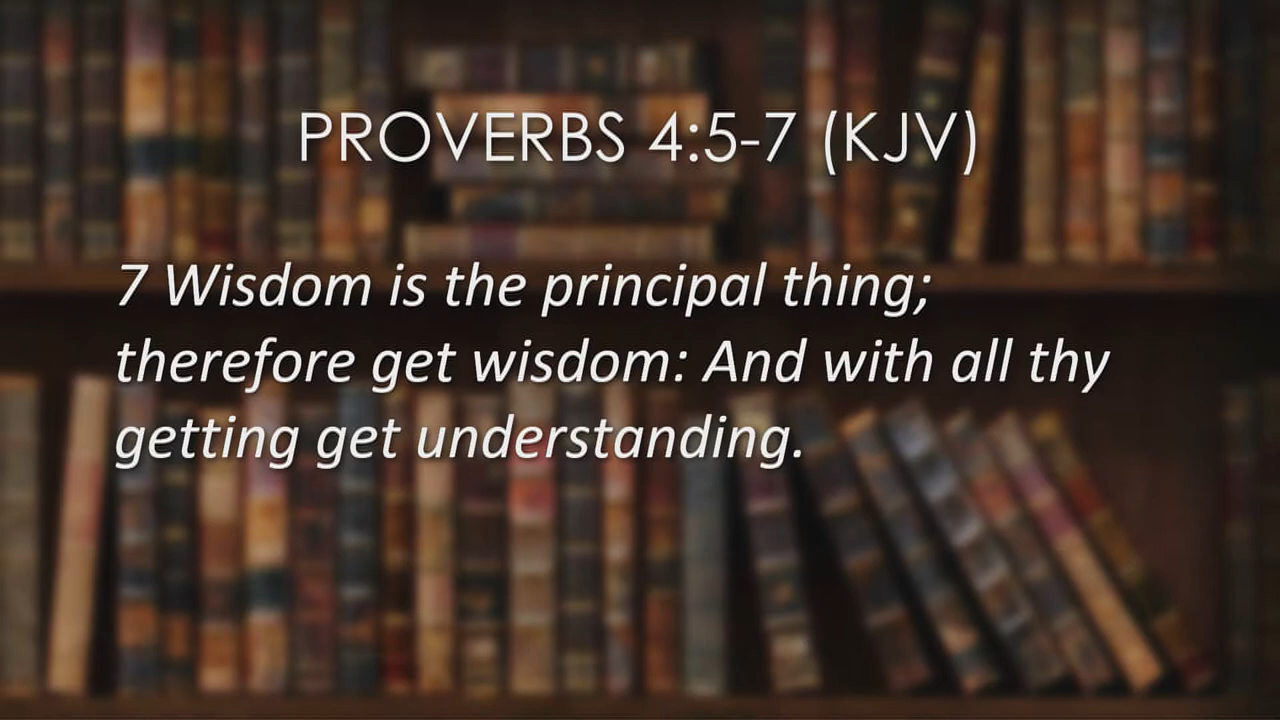 PROVERBS 4:5-7 (KJV)
7 Wisdom is the principal thing;
therefore get wisdom: And with all thy
getting get understanding.